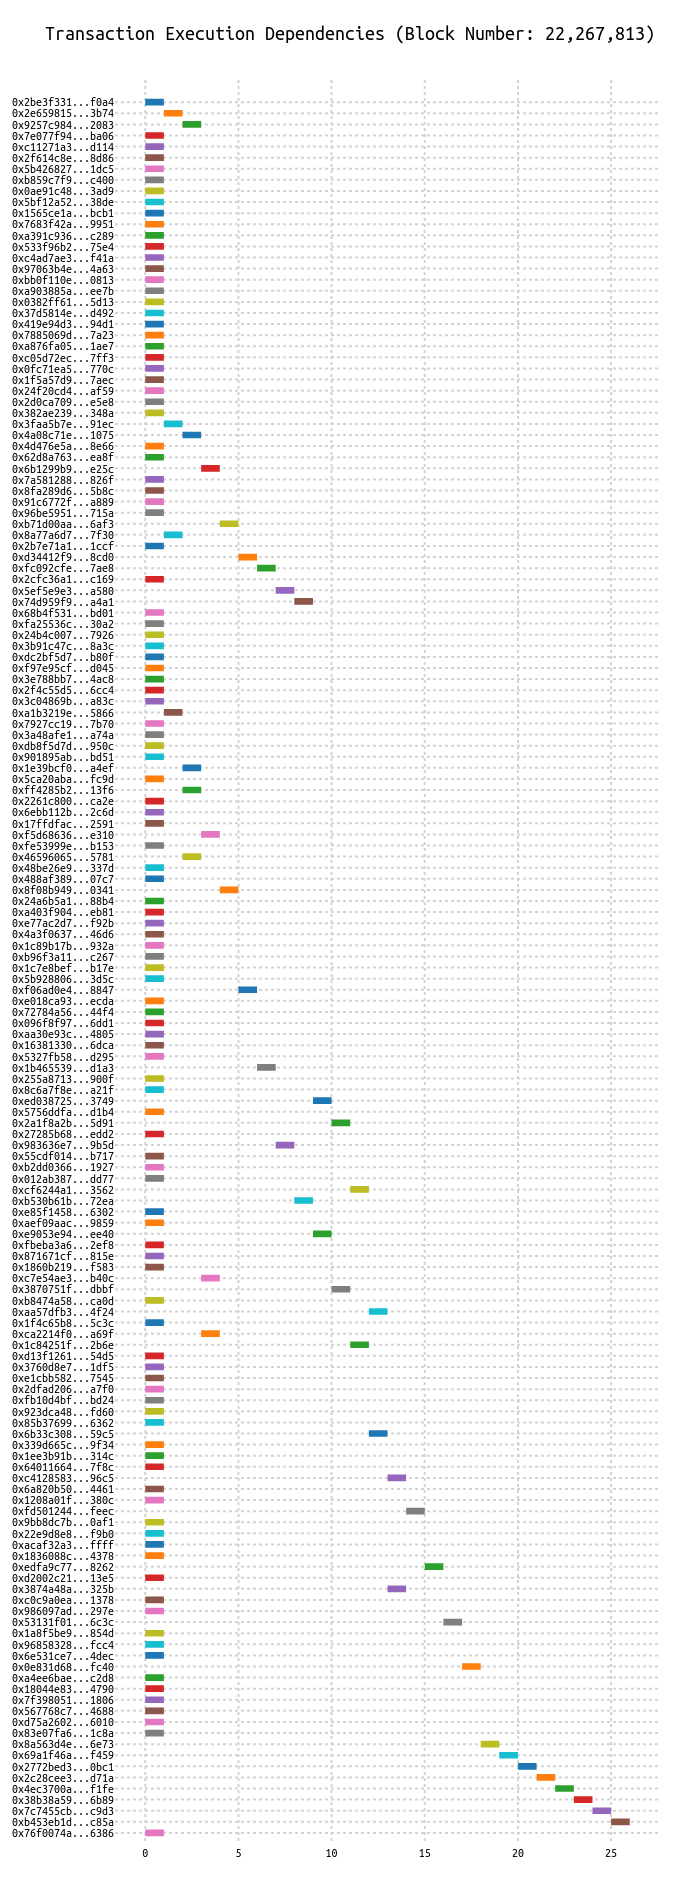 Transaction Execution Dependencies (Block Number: 22,267,813)
0x2be3f331...f0a4
0x2e659815...3b74
0x9257c984...2083
0x7e077f94...ba06
0xc11271a3...d114
0x2f614c8e...8d86
0x5b426827...1dc5
0xb859c7f9...c400
0x0ae91c48...3ad9
0x5bf12a52...38de
0x1565ce1a...bcb1
0x7683f42a...9951
0xa391c936...c289
0x533f96b2...75e4
0xc4ad7ae3...f41a
0x97063b4e...4a63
0xbb0f110e...0813
0xa903885a...ee7b
0x0382ff61...5d13
0x37d5814e...d492
0x419e94d3...94d1
0x7885069d...7a23
0xa876fa05...1ae7
0xc05d72ec...7ff3
0x0fc71ea5...770c
0x1f5a57d9...7aec
0x24f20cd4...af59
0x2d0ca709...e5e8
0x382ae239...348a
0x3faa5b7e...91ec
0x4a08c71e...1075
0x4d476e5a...8e66
0x62d8a763...ea8f
0x6b1299b9...e25c
0x7a581288...826f
0x8fa289d6...5b8c
0x91c6772f...a889
0x96be5951...715a
0xb71d00aa...6af3
0x8a77a6d7...7f30
0x2b7e71a1...1ccf
0xd34412f9...8cd0
0xfc092cfe...7ae8
0x2cfc36a1...c169
0x5ef5e9e3...a580
0x74d959f9...a4a1
0x68b4f531...bd01
0xfa25536c...30a2
0x24b4c007...7926
0x3b91c47c...8a3c
0xdc2bf5d7...b80f
0xf97e95cf...d045
0x3e788bb7...4ac8
0x2f4c55d5...6cc4
0x3c04869b...a83c
0xa1b3219e...5866
0x7927cc19...7b70
0x3a48afe1...a74a
0xdb8f5d7d...950c
0x901895ab...bd51
0x1e39bcf0...a4ef
0x5ca20aba...fc9d
0xff4285b2...13f6
0x2261c800...ca2e
0x6ebb112b...2c6d
0x17ffdfac...2591
0xf5d68636...e310
0xfe53999e...b153
0x46596065...5781
0x48be26e9...337d
0x488af389...07c7
0x8f08b949...0341
0x24a6b5a1...88b4
0xa403f904...eb81
0xe77ac2d7...f92b
0x4a3f0637...46d6
0x1c89b17b...932a
0xb96f3a11...c267
0x1c7e8bef...b17e
0x5b928806...3d5c
0xf06ad0e4...8847
0xe018ca93...ecda
0x72784a56...44f4
0x096f8f97...6dd1
0xaa30e93c...4805
0x16381330...6dca
0x5327fb58...d295
0x1b465539...d1a3
0x255a8713...900f
0x8c6a7f8e...a21f
0xed038725...3749
0x5756ddfa...d1b4
0x2a1f8a2b...5d91
0x27285b68...edd2
0x983636e7...9b5d
0x55cdf014...b717
0xb2dd0366...1927
0x012ab387...dd77
0xcf6244a1...3562
0xb530b61b...72ea
0xe85f1458...6302
0xaef09aac...9859
0xe9053e94...ee40
0xfbeba3a6...2ef8
0x871671cf...815e
0x1860b219...f583
0xc7e54ae3...b40c
0x3870751f...dbbf
0xb8474a58...ca0d
0xaa57dfb3...4f24
0x1f4c65b8...5c3c
0xca2214f0...a69f
0x1c84251f...2b6e
0xd13f1261...54d5
0x3760d8e7...1df5
0xe1cbb582...7545
0x2dfad206...a7f0
0xfb10d4bf...bd24
0x923dca48...fd60
0x85b37699...6362
0x6b33c308...59c5
0x339d665c...9f34
0x1ee3b91b...314c
0x64011664...7f8c
0xc4128583...96c5
0x6a820b50...4461
0x1208a01f...380c
0xfd501244...feec
0x9bb8dc7b...0af1
0x22e9d8e8...f9b0
0xacaf32a3...ffff
0x1836088c...4378
0xedfa9c77...8262
0xd2002c21...13e5
0x3874a48a...325b
0xc0c9a0ea...1378
0x986097ad...297e
0x53131f01...6c3c
0x1a8f5be9...854d
0x96858328...fcc4
0x6e531ce7...4dec
0x0e831d68...fc40
0xa4ee6bae...c2d8
0x18044e83...4790
0x7f398051...1806
0x567768c7...4688
0xd75a2602...6010
0x83e07fa6...1c8a
0x8a563d4e...6e73
0x69a1f46a...f459
0x2772bed3...0bc1
0x2c28cee3...d71a
0x4ec3700a...f1fe
0x38b38a59...6b89
0x7c7455cb...c9d3
0xb453eb1d...c85a
0x76f0074a...6386
0 5 10 15 20 25